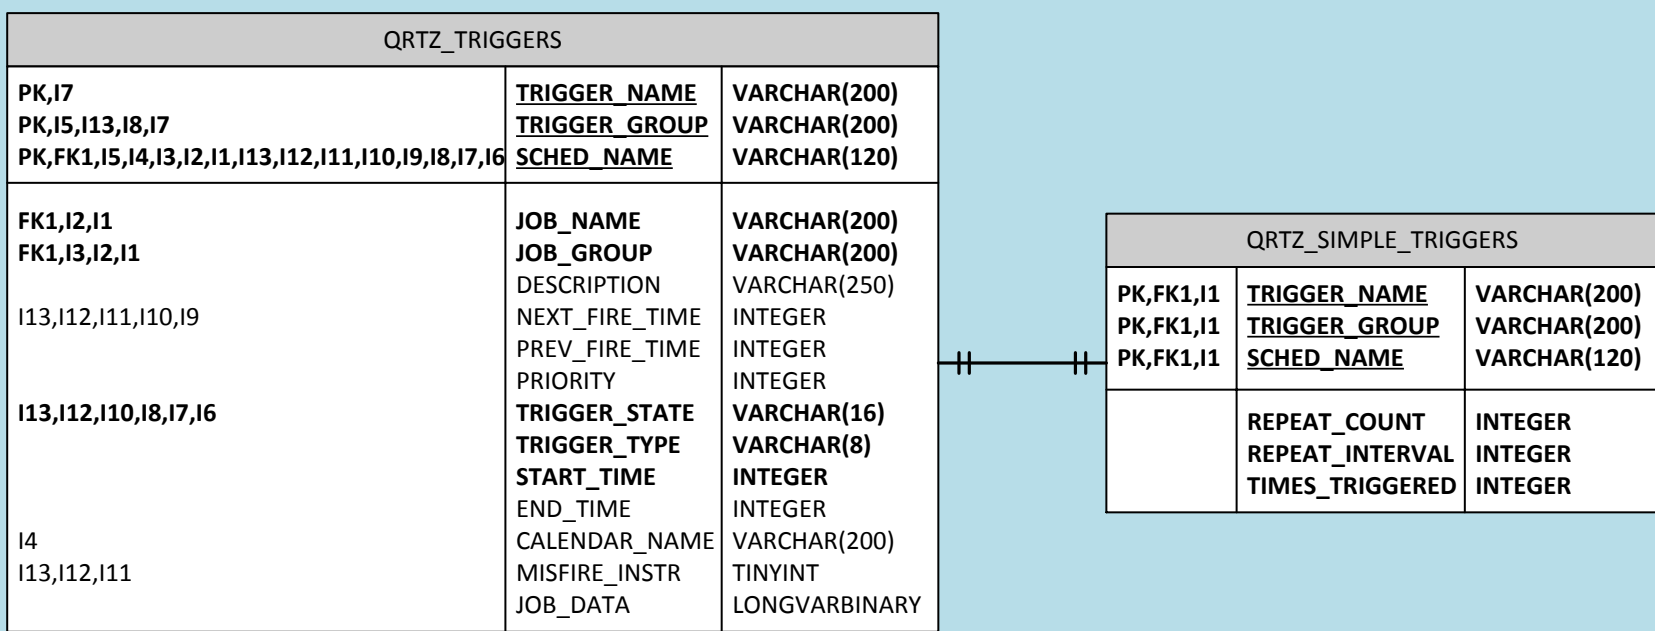 QRTZ_TRIGGERS
PK,I7 TRIGGER_NAME VARCHAR(200)
PK,I5,I13,I8,I7 TRIGGER_GROUP VARCHAR(200)
PK,FK1,I5,I4,I3,I2,I1,I13,I12,I11,I10,I9,I8,I7,I6 SCHED_NAME VARCHAR(120)
FK1,I2,I1 JOB_NAME VARCHAR(200)
FK1,I3,I2,I1 JOB_GROUP VARCHAR(200)
DESCRIPTION VARCHAR(250)
I13,I12,I11,I10,I9 NEXT_FIRE_TIME INTEGER
PREV_FIRE_TIME INTEGER
PRIORITY INTEGER
I13,I12,I10,I8,I7,I6 TRIGGER_STATE VARCHAR(16)
TRIGGER_TYPE VARCHAR(8)
START_TIME INTEGER
END_TIME INTEGER
I4 CALENDAR_NAME VARCHAR(200)
I13,I12,I11 MISFIRE_INSTR TINYINT
JOB_DATA LONGVARBINARY
QRTZ_SIMPLE_TRIGGERS
PK,FK1,I1 TRIGGER_NAME VARCHAR(200)
PK,FK1,I1 TRIGGER_GROUP VARCHAR(200)
PK,FK1,I1 SCHED_NAME VARCHAR(120)
REPEAT_COUNT INTEGER
REPEAT_INTERVAL INTEGER
TIMES_TRIGGERED INTEGER